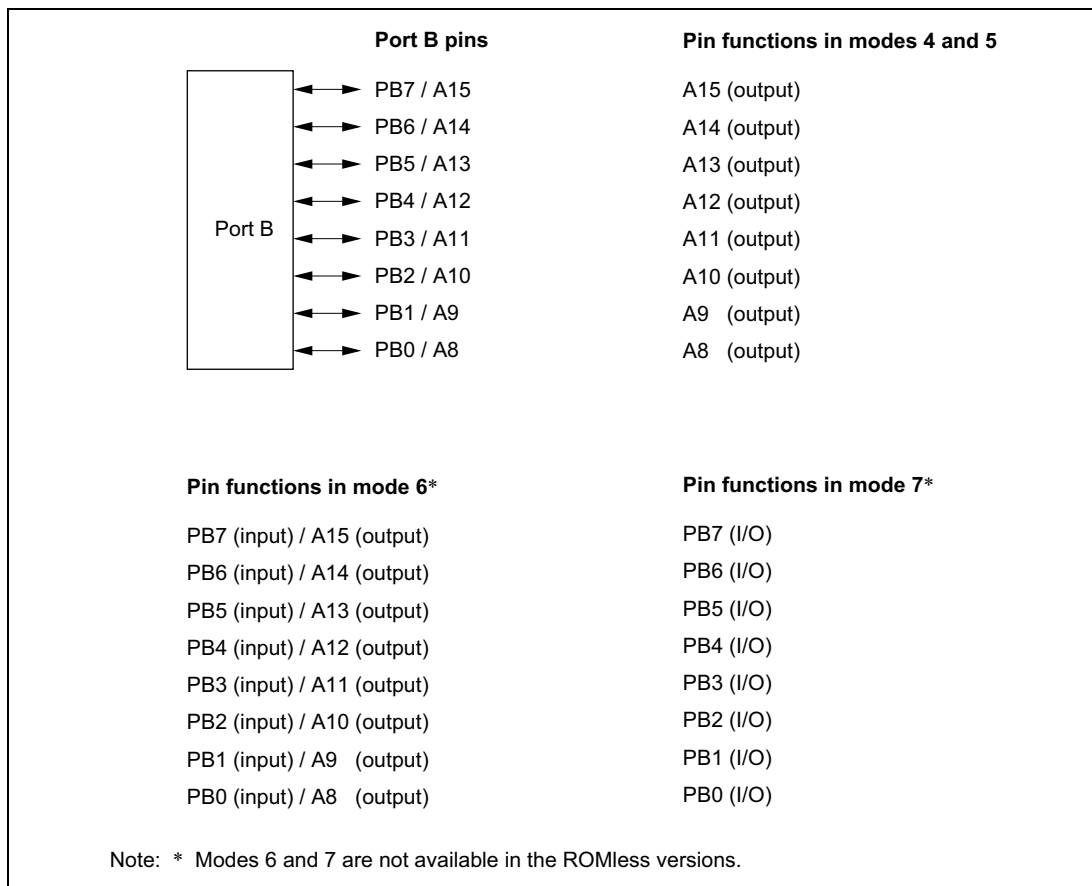 Port B pins
Pin functions in modes 4 and 5
Port B
PB7 / A15
A15 (output)
PB6 / A14
A14 (output)
PB5 / A13
A13 (output)
PB4 / A12
A12 (output)
PB3 / A11
A11 (output)
PB2 / A10
A10 (output)
PB1 / A9
A9 (output)
PB0 / A8
A8 (output)
Pin functions in mode 6*
PB7 (input) / A15 (output)
PB6 (input) / A14 (output)
PB5 (input) / A13 (output)
PB4 (input) / A12 (output)
PB3 (input) / A11 (output)
PB2 (input) / A10 (output)
PB1 (input) / A9 (output)
PB0 (input) / A8 (output)
Pin functions in mode 7*
PB7 (I/O)
PB6 (I/O)
PB5 (I/O)
PB4 (I/O)
PB3 (I/O)
PB2 (I/O)
PB1 (I/O)
PB0 (I/O)
Note: * Modes 6 and 7 are not available in the ROMless versions.